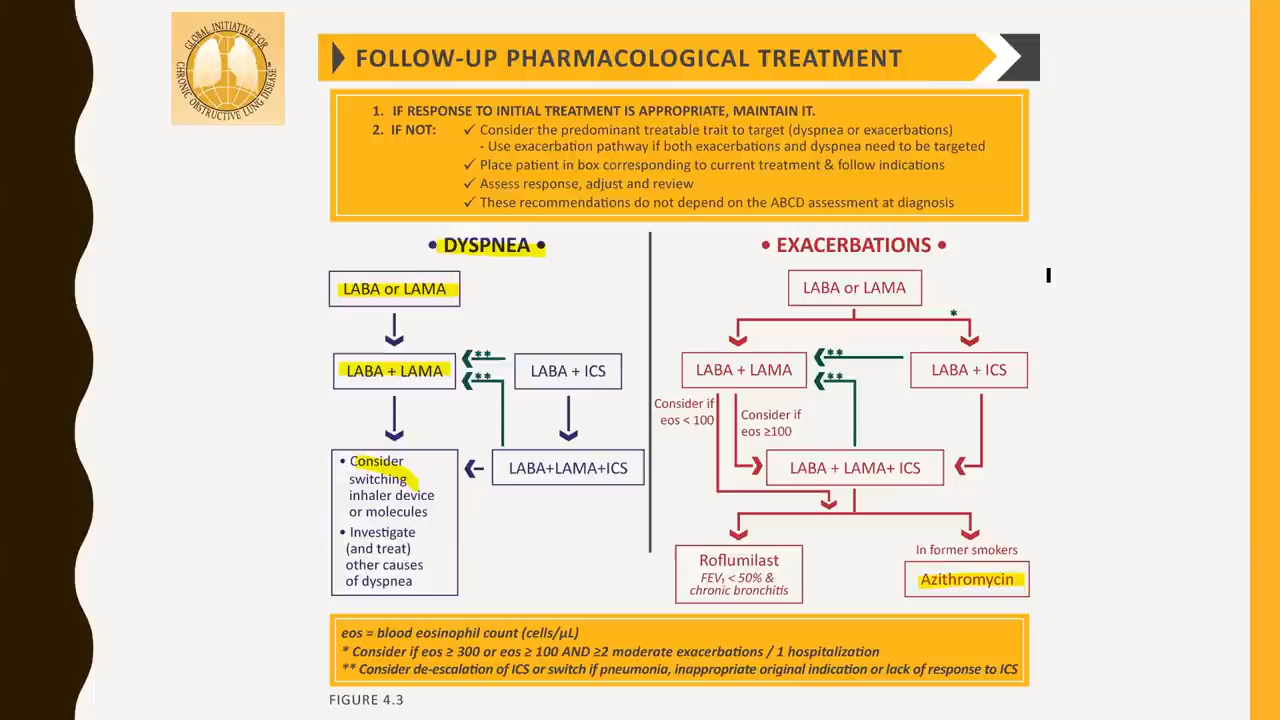 GLOBAL INITIATIVE FOR
CHRONIC OBSTRUCTIVE LUNG DISEASE
FOLLOW-UP PHARMACOLOGICAL TREATMENT
1. IF RESPONSE TO INITIAL TREATMENT IS APPROPRIATE, MAINTAIN IT.
2. IF NOT: ✓ Consider the predominant treatable trait to target (dyspnea or exacerbations)
- Use exacerbation pathway if both exacerbations and dyspnea need to be targeted
✓ Place patient in box corresponding to current treatment & follow indications
✓ Assess response, adjust and review
✓ These recommendations do not depend on the ABCD assessment at diagnosis
• DYSPNEA •
LABA or LAMA
LABA + LAMA
**
**
LABA + ICS
• Consider
switching
inhaler device
or molecules
• Investigate
(and treat)
other causes
of dyspnea
LABA+LAMA+ICS
• EXACERBATIONS •
LABA or LAMA
*
LABA + LAMA
**
**
LABA + ICS
Consider if
eos < 100
Consider if
eos ≥100
LABA + LAMA+ ICS
Roflumilast
FEV₁ < 50% &
chronic bronchitis
In former smokers
Azithromycin
eos = blood eosinophil count (cells/μL)
* Consider if eos ≥ 300 or eos ≥ 100 AND ≥2 moderate exacerbations / 1 hospitalization
** Consider de-escalation of ICS or switch if pneumonia, inappropriate original indication or lack of response to ICS
FIGURE 4.3